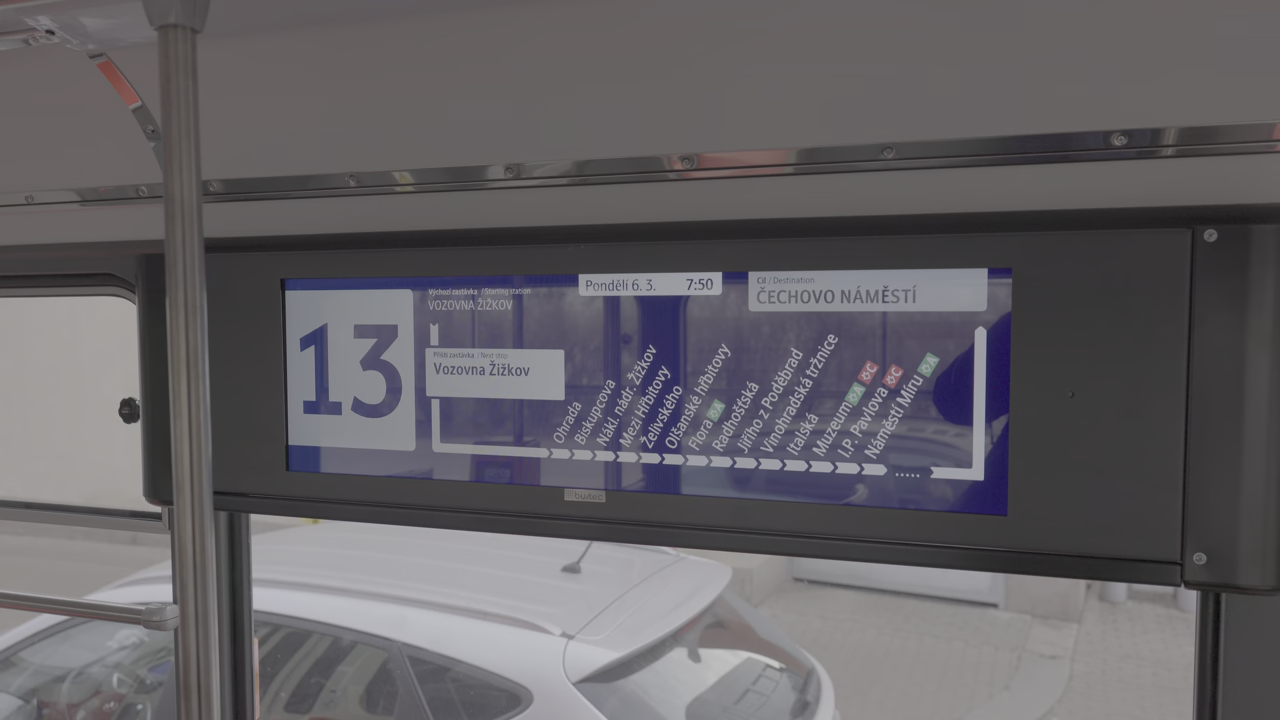 13
Výchozí zastávka / Starting station
VOZOVNA ŽIŽKOV
Pondělí 6. 3. 7:50
Cíl / Destination
ČECHOVO NÁMĚSTÍ
Příští zastávka / Next stop
Vozovna Žižkov
Ohrada
Biskupcova
Nákl. nádr. Žižkov
Mezi Hřbitovy
Želivského
Olšanské hřbitovy
Flora A
Radhošťská
Jiřího z Poděbrad
Vinohradská tržnice
Italská
Muzeum A C
I.P. Pavlova C
Náměstí Míru A
.....
bustec